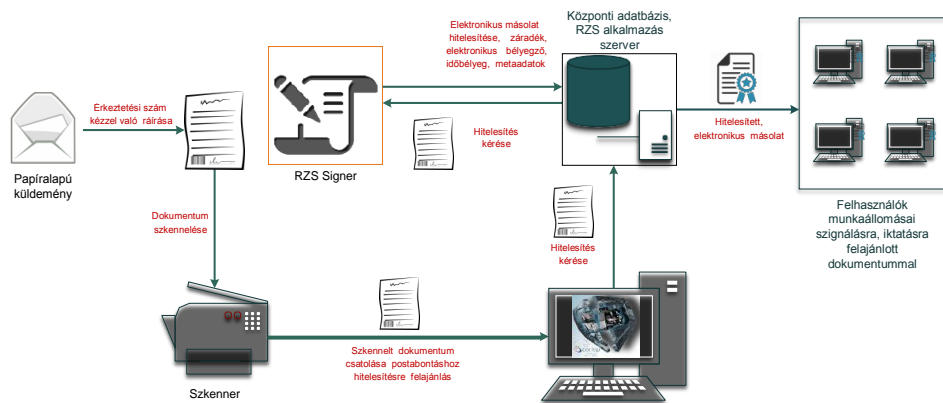 Elektronikus másolat
hitelesítése, záradék,
elektronikus bélyegző,
időbélyeg, metaadatok
Központi adatbázis,
RZS alkalmazás
szerver
Érkeztetési szám
kézzel való ráírása
Papíralapú
küldemény
RZS Signer
Hitelesítés
kérése
Hitelesített,
elektronikus másolat
Felhasználók
munkaállomásai
szignálásra, iktatásra
felajánlott
dokumentummal
Dokumentum
szkennelése
Hitelesítés
kérése
Szkennelt dokumentum
csatolása postabontáshoz
hitelesítésre felajánlás
Szkenner